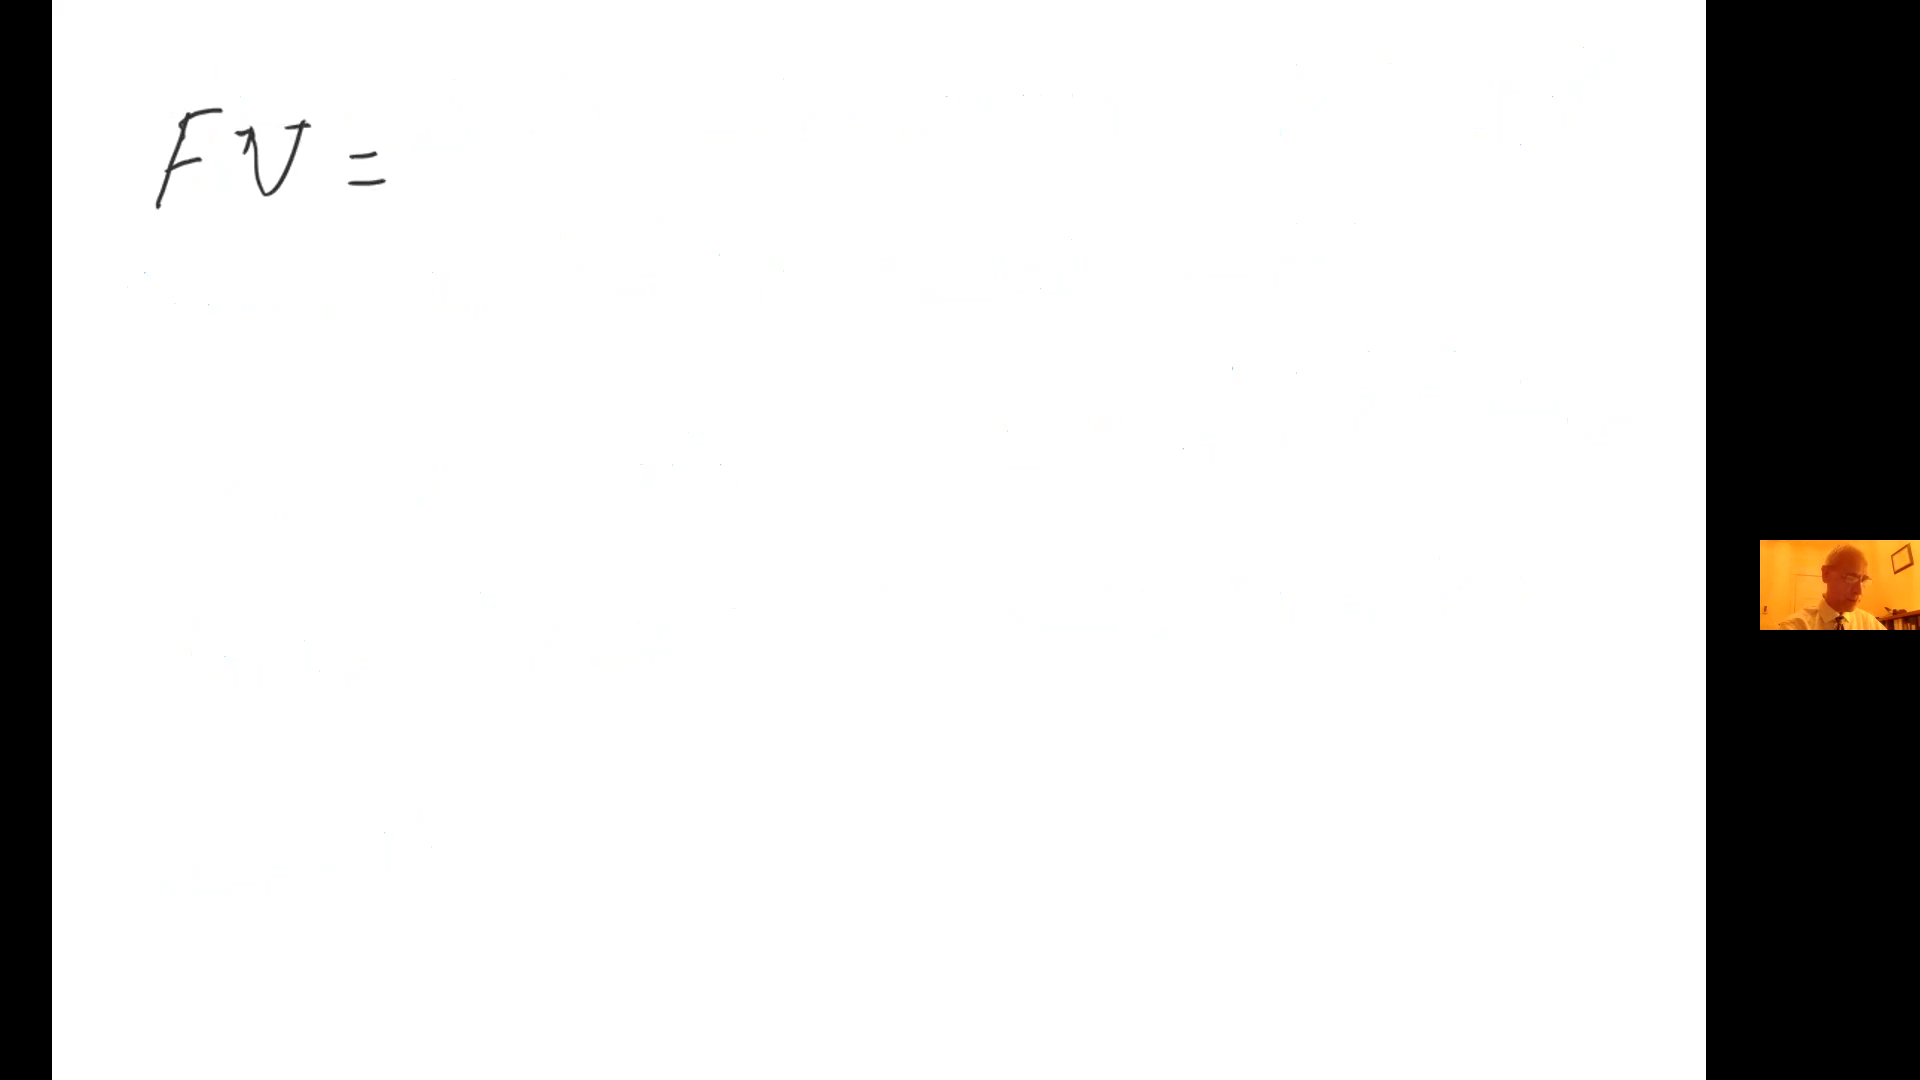 FV =